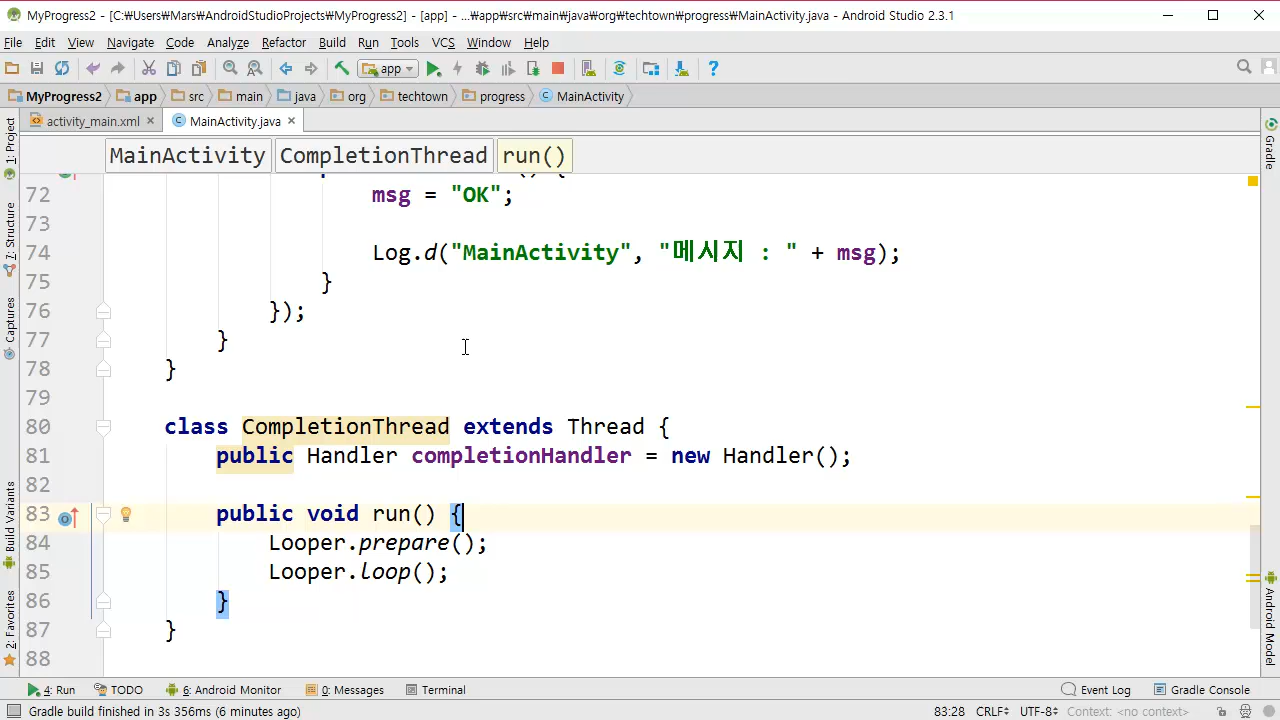 MyProgress2 - [C:₩Users₩Mars₩AndroidStudioProjects₩MyProgress2] - [app] - ...₩app₩src₩main₩java₩org₩techtown₩progress₩MainActivity.java - Android Studio 2.3.1
File Edit View Navigate Code Analyze Refactor Build Run Tools VCS Window Help
app
MyProgress2 app src main java org techtown progress MainActivity
activity_main.xml MainActivity.java
MainActivity CompletionThread run()
72 msg = "OK";
73
74 Log.d("MainActivity", "메시지 : " + msg);
75 }
76 });
77 }
78 }
79
80 class CompletionThread extends Thread {
81 public Handler completionHandler = new Handler();
82
83 public void run() {
84 Looper.prepare();
85 Looper.loop();
86 }
87 }
88
1: Project
7: Structure
Captures
Build Variants
2: Favorites
Gradle
Android Model
4: Run TODO 6: Android Monitor 0: Messages Terminal Event Log Gradle Console
Gradle build finished in 3s 356ms (6 minutes ago) 83:28 CRLF÷ UTF-8÷ Context: <no context>